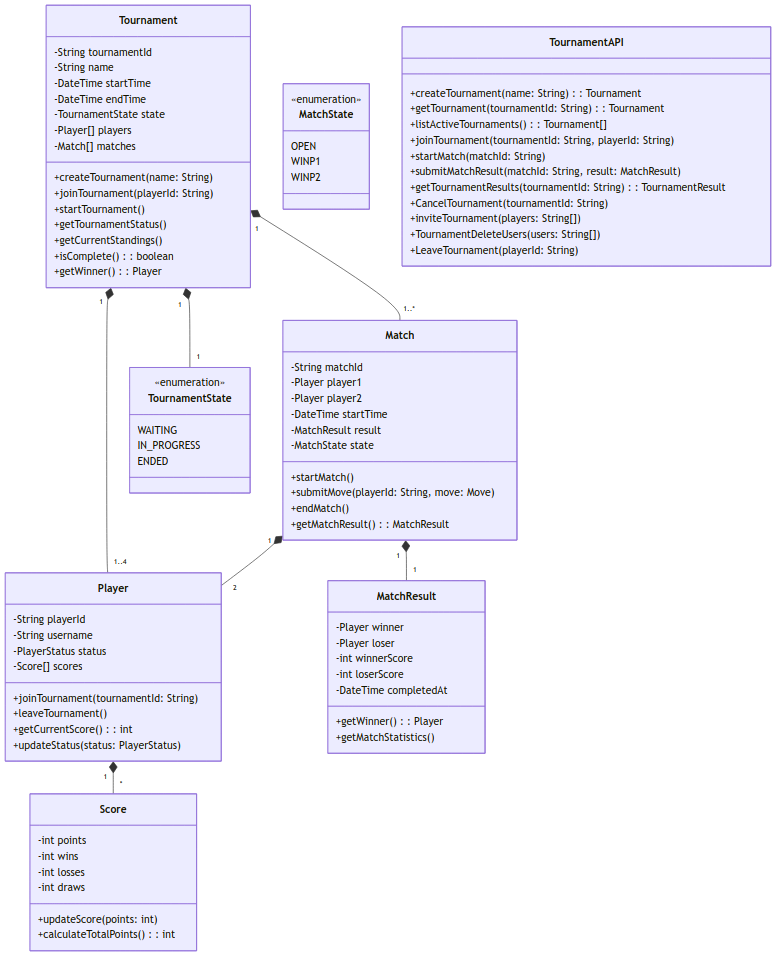 Tournament
-String tournamentId
-String name
-DateTime startTime
-DateTime endTime
-TournamentState state
-Player[] players
-Match[] matches
+createTournament(name: String)
+joinTournament(playerId: String)
+startTournament()
+getTournamentStatus()
+getCurrentStandings()
+isComplete() : : boolean
+getWinner() : : Player
«enumeration»
MatchState
OPEN
WINP1
WINP2
TournamentAPI
+createTournament(name: String) : : Tournament
+getTournament(tournamentId: String) : : Tournament
+listActiveTournaments() : : Tournament[]
+joinTournament(tournamentId: String, playerId: String)
+startMatch(matchId: String)
+submitMatchResult(matchId: String, result: MatchResult)
+getTournamentResults(tournamentId: String) : : TournamentResult
+CancelTournament(tournamentId: String)
+inviteTournament(players: String[])
+TournamentDeleteUsers(users: String[])
+LeaveTournament(playerId: String)
1
1..*
1
1
1
«enumeration»
TournamentState
WAITING
IN_PROGRESS
ENDED
Match
-String matchId
-Player player1
-Player player2
-DateTime startTime
-MatchResult result
-MatchState state
+startMatch()
+submitMove(playerId: String, move: Move)
+endMatch()
+getMatchResult() : : MatchResult
1..4
1
2
1
1
Player
-String playerId
-String username
-PlayerStatus status
-Score[] scores
+joinTournament(tournamentId: String)
+leaveTournament()
+getCurrentScore() : : int
+updateStatus(status: PlayerStatus)
MatchResult
-Player winner
-Player loser
-int winnerScore
-int loserScore
-DateTime completedAt
+getWinner() : : Player
+getMatchStatistics()
1
*
Score
-int points
-int wins
-int losses
-int draws
+updateScore(points: int)
+calculateTotalPoints() : : int